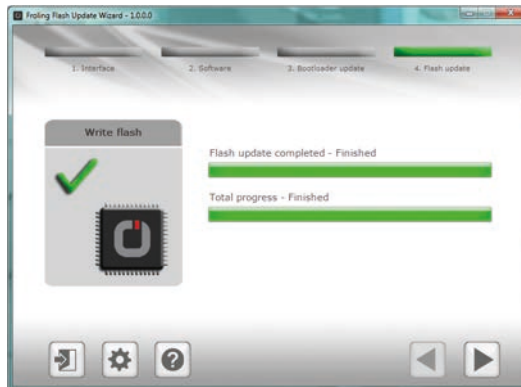 Froling Flash Update Wizard - 1.0.0.0
1. Interface
2. Software
3. Bootloader update
4. Flash update
Write flash
Flash update completed - Finished
Total progress - Finished
?